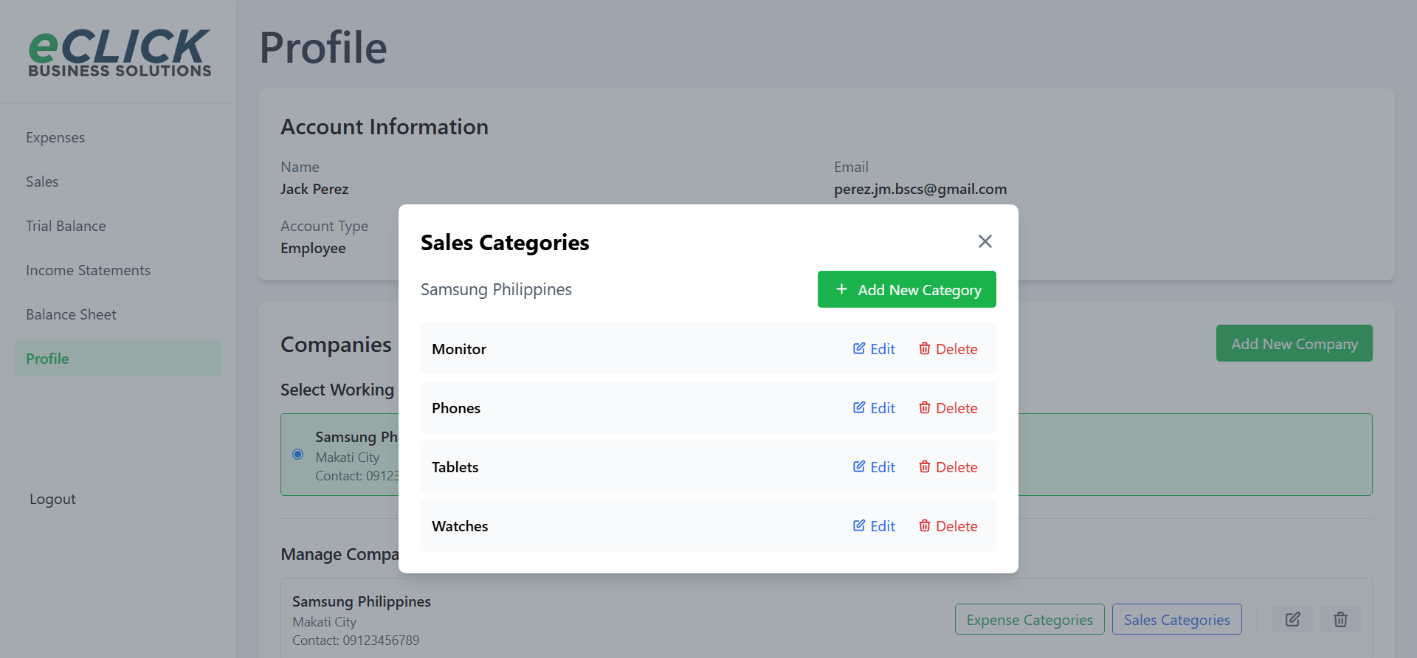 eCLICK
BUSINESS SOLUTIONS
Expenses
Sales
Trial Balance
Income Statements
Balance Sheet
Profile
Logout
Profile
Account Information
Name
Jack Perez
Email
perez.jm.bscs@gmail.com
Account Type
Employee
Companies
Add New Company
Select Working
Samsung Ph
Makati City
Contact: 09123
Manage Compa
Samsung Philippines
Makati City
Contact: 09123456789
Expense Categories
Sales Categories
Sales Categories
Samsung Philippines
+ Add New Category
Monitor Edit Delete
Phones Edit Delete
Tablets Edit Delete
Watches Edit Delete